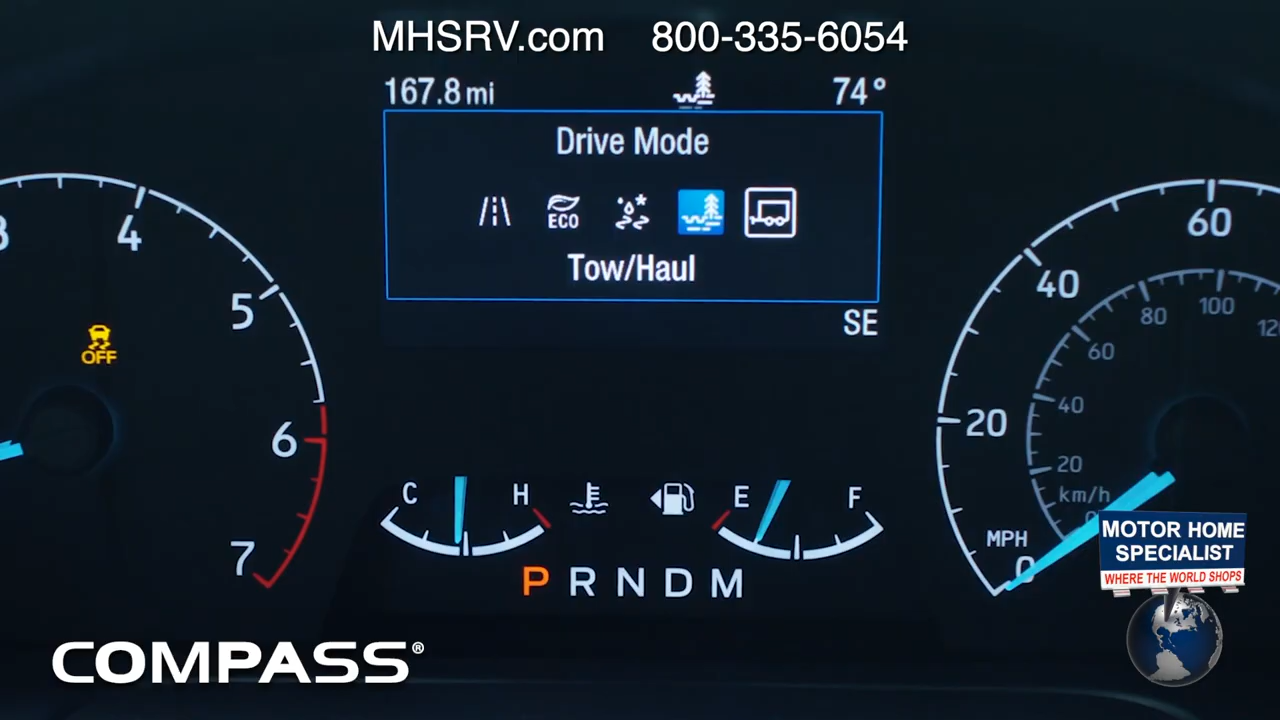 MHSRV.com 800-335-6054
167.8 mi 74°
Drive Mode
ECO
Tow/Haul
SE
4
5
6
7
OFF
C H
E F
P R N D M
60
40
20
0
MPH
100
80
60
40
20
km/h
MOTOR HOME
SPECIALIST
WHERE THE WORLD SHOPS
COMPASS®